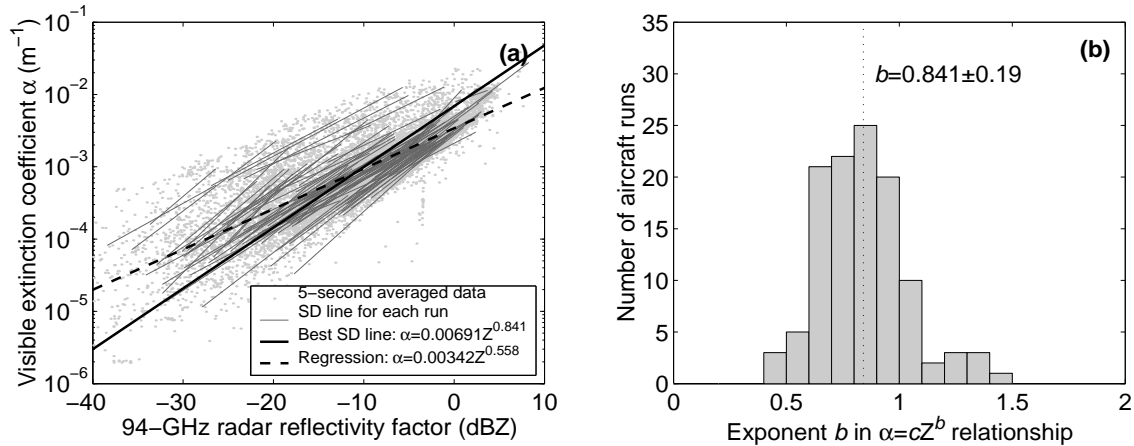 10⁻¹
10⁻²
10⁻³
10⁻⁴
10⁻⁵
10⁻⁶
Visible extinction coefficient α (m⁻¹)
(a)
5−second averaged data
SD line for each run
Best SD line: α=0.00691Z^0.841
Regression: α=0.00342Z^0.558
−40 −30 −20 −10 0 10
94−GHz radar reflectivity factor (dBZ)
35
30
25
20
15
10
5
0
Number of aircraft runs
(b)
b=0.841±0.19
0 0.5 1 1.5 2
Exponent b in α=cZ^b relationship